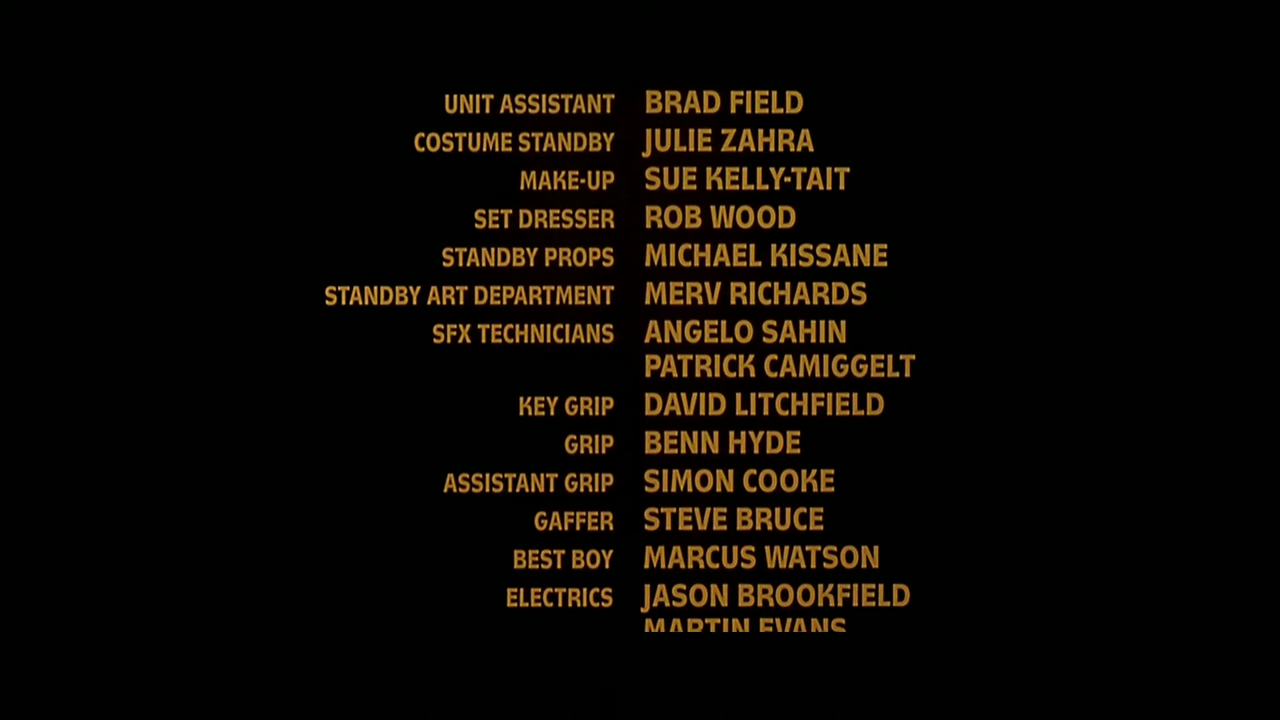 UNIT ASSISTANT BRAD FIELD
COSTUME STANDBY JULIE ZAHRA
MAKE-UP SUE KELLY-TAIT
SET DRESSER ROB WOOD
STANDBY PROPS MICHAEL KISSANE
STANDBY ART DEPARTMENT MERV RICHARDS
SFX TECHNICIANS ANGELO SAHIN
PATRICK CAMIGGELT
KEY GRIP DAVID LITCHFIELD
GRIP BENN HYDE
ASSISTANT GRIP SIMON COOKE
GAFFER STEVE BRUCE
BEST BOY MARCUS WATSON
ELECTRICS JASON BROOKFIELD
MARTIN EVANS